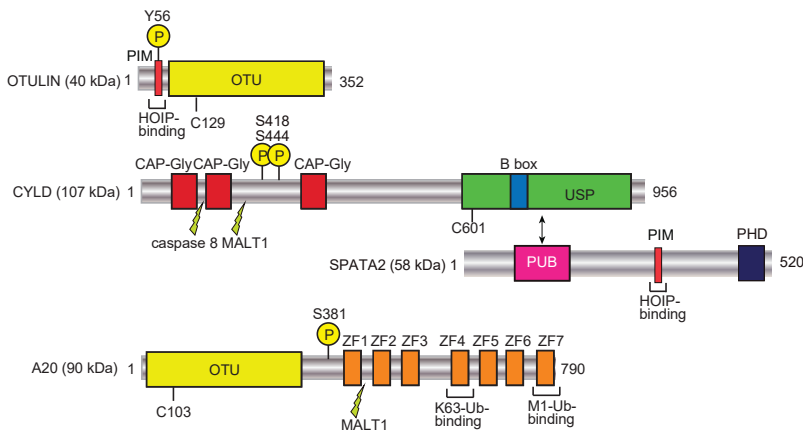 Y56
P
PIM
OTULIN (40 kDa) 1 OTU 352
HOIP-
binding
C129
S418
S444
P P
CAP-Gly CAP-Gly CAP-Gly
B box
CYLD (107 kDa) 1 USP 956
C601
caspase 8 MALT1
PIM PHD
SPATA2 (58 kDa) 1 PUB 520
HOIP-
binding
S381
P
ZF1 ZF2 ZF3 ZF4 ZF5 ZF6 ZF7
A20 (90 kDa) 1 OTU 790
C103
MALT1
K63-Ub-
binding
M1-Ub-
binding